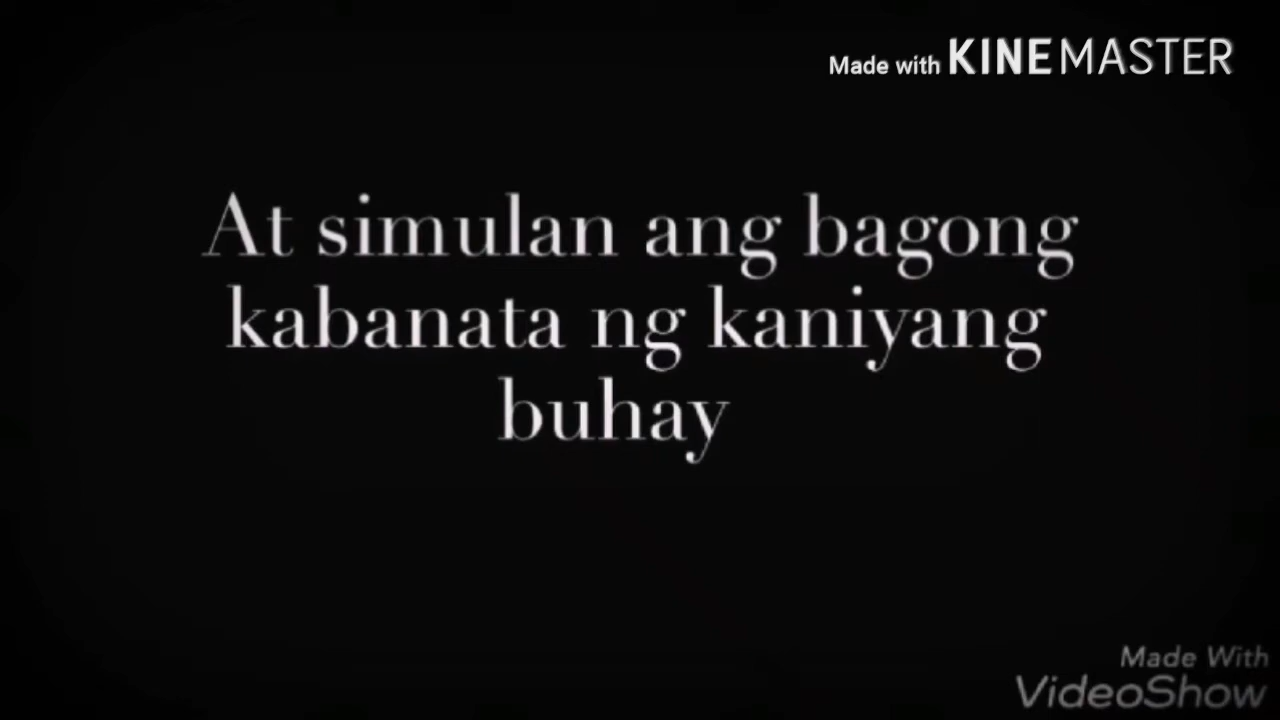 Made with KINEMASTER
At simulan ang bagong
kabanata ng kaniyang
buhay
Made With
VideoShow